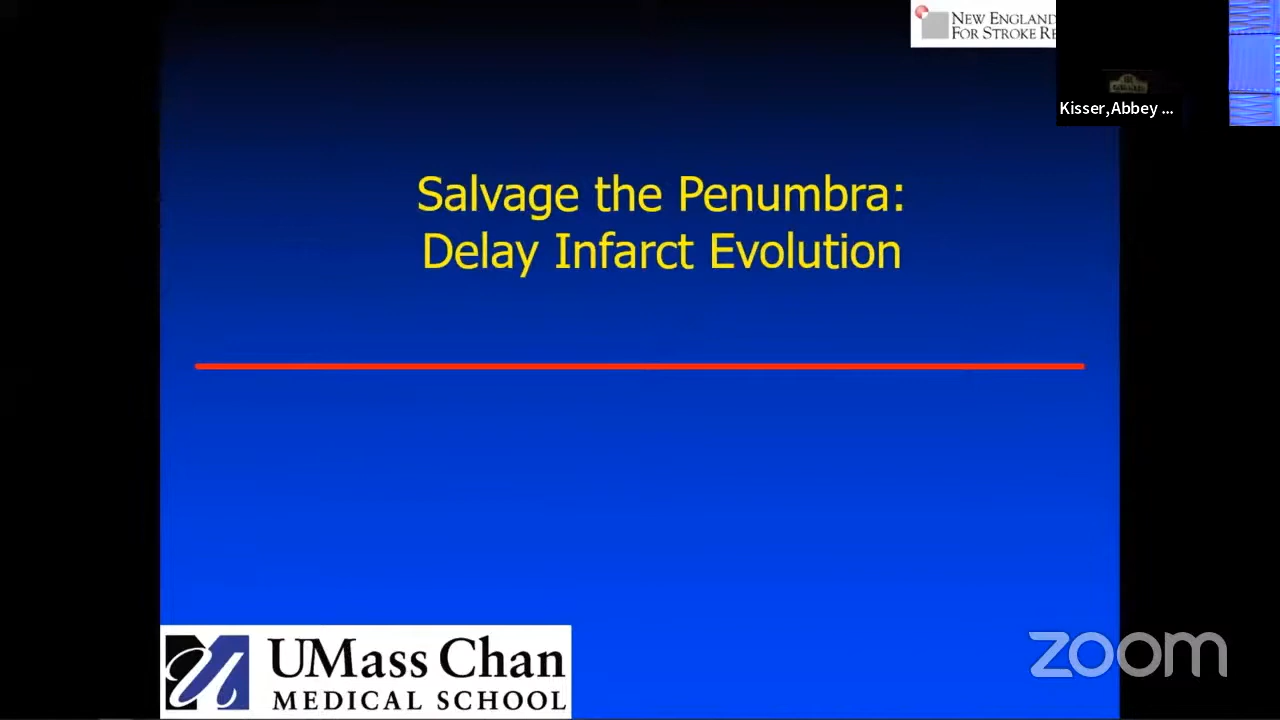 NEW ENGLAND
FOR STROKE RE
Kisser,Abbey ...
Salvage the Penumbra:
Delay Infarct Evolution
UMass Chan
MEDICAL SCHOOL
zoom